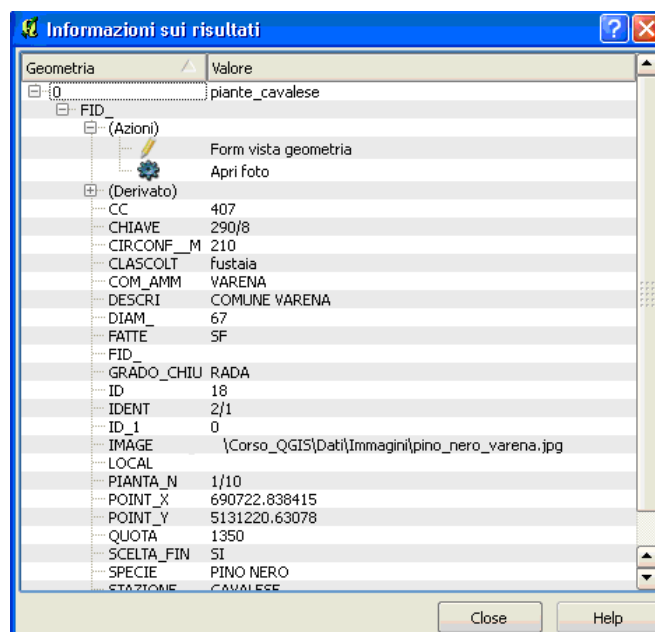 Informazioni sui risultati
Geometria Valore
0 piante_cavalese
FID_
(Azioni)
Form vista geometria
Apri foto
(Derivato)
CC 407
CHIAVE 290/8
CIRCONF__M 210
CLASCOLT fustaia
COM_AMM VARENA
DESCRI COMUNE VARENA
DIAM_ 67
FATTE SF
FID_
GRADO_CHIU RADA
ID 18
IDENT 2/1
ID_1 0
IMAGE \Corso_QGIS\Dati\Immagini\pino_nero_varena.jpg
LOCAL
PIANTA_N 1/10
POINT_X 690722.838415
POINT_Y 5131220.63078
QUOTA 1350
SCELTA_FIN SI
SPECIE PINO NERO
STAZIONE CAVALESE
Close Help